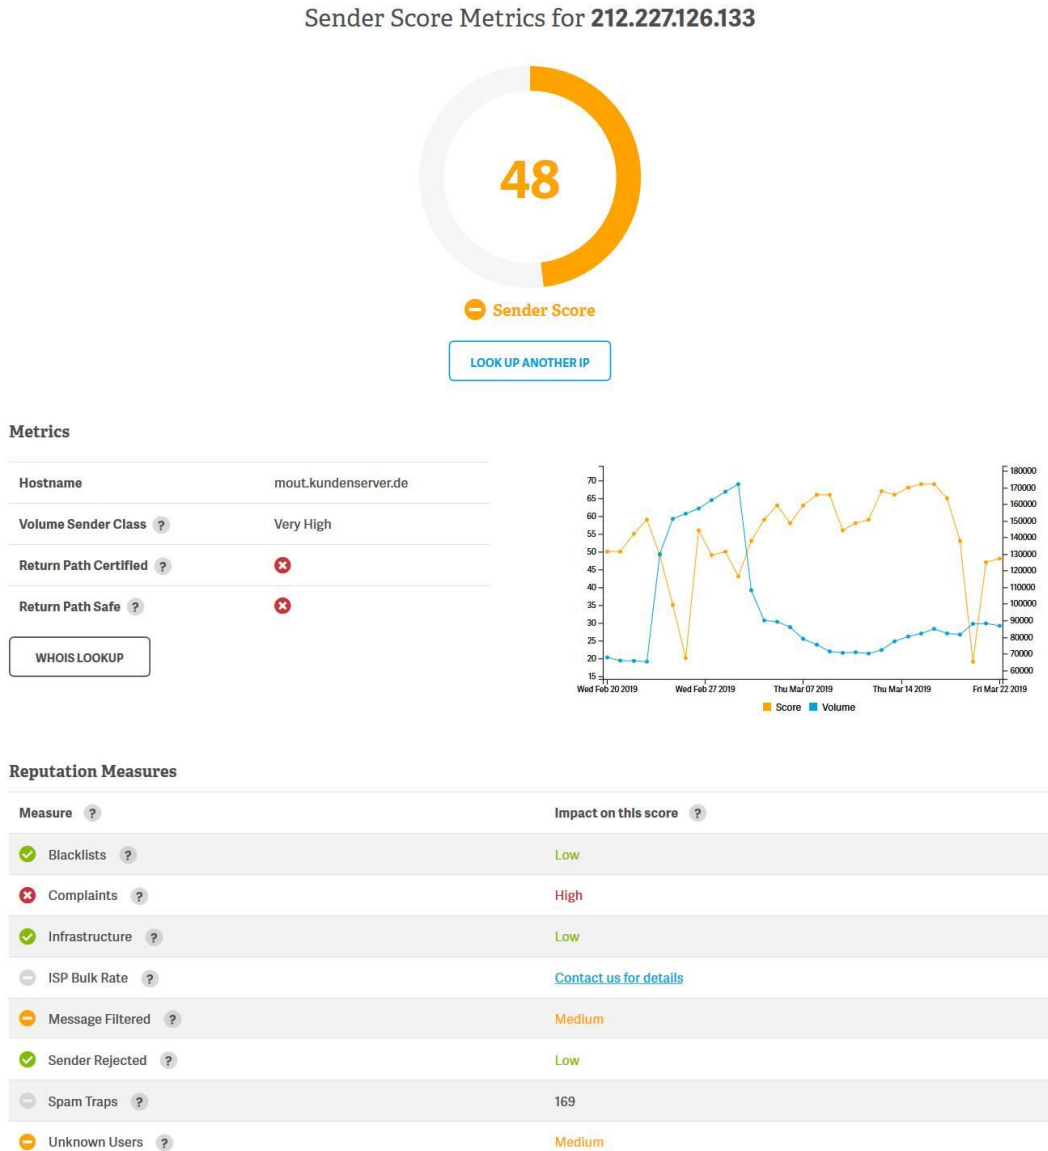 Sender Score Metrics for 212.227.126.133
48
Sender Score
LOOK UP ANOTHER IP
Metrics
Hostname mout.kundenserver.de
Volume Sender Class ? Very High
Return Path Certified ?
Return Path Safe ?
WHOIS LOOKUP
70
65
60
55
50
45
40
35
30
25
20
15
180000
170000
160000
150000
140000
130000
120000
110000
100000
90000
80000
70000
60000
Wed Feb 20 2019 Wed Feb 27 2019 Thu Mar 07 2019 Thu Mar 14 2019 Fri Mar 22 2019
Score Volume
Reputation Measures
Measure ? Impact on this score ?
Blacklists ? Low
Complaints ? High
Infrastructure ? Low
ISP Bulk Rate ? Contact us for details
Message Filtered ? Medium
Sender Rejected ? Low
Spam Traps ? 169
Unknown Users ? Medium